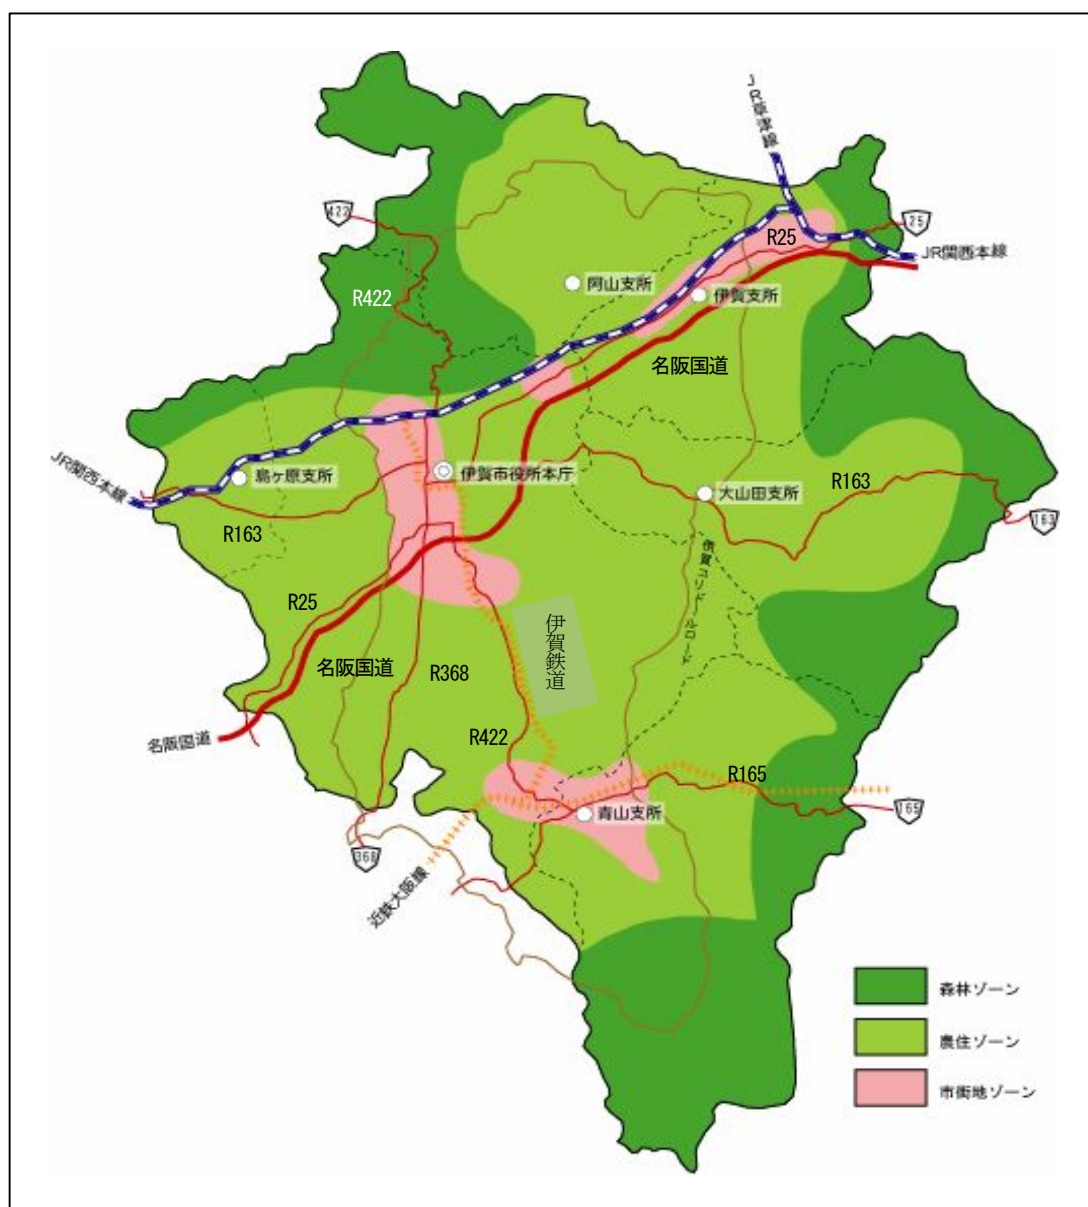 JR草津線
422
25
R25
JR関西本線
阿山支所
伊賀支所
R422
名阪国道
伊賀市役所本庁
島ヶ原支所
大山田支所
R163
JR関西本線
163
R163
伊賀コリドールロード
R25
伊賀鉄道
名阪国道
R368
R422
名阪国道
R165
青山支所
165
368
近鉄大阪線
森林ゾーン
農住ゾーン
市街地ゾーン